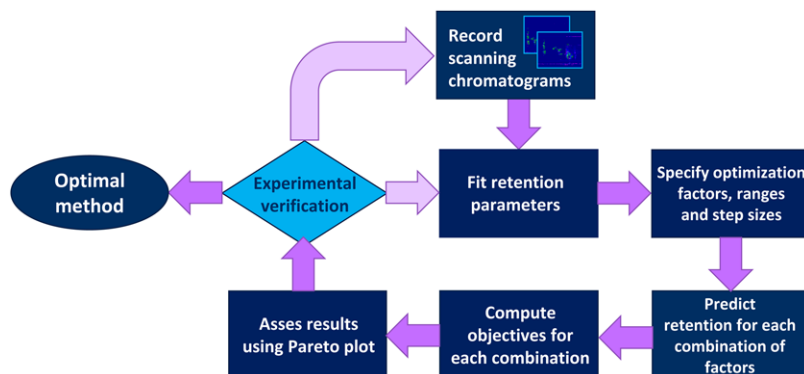 Record
scanning
chromatograms
Optimal
method
Experimental
verification
Fit retention
parameters
Specify optimization
factors, ranges
and step sizes
Asses results
using Pareto plot
Compute
objectives for
each combination
Predict
retention for each
combination of
factors